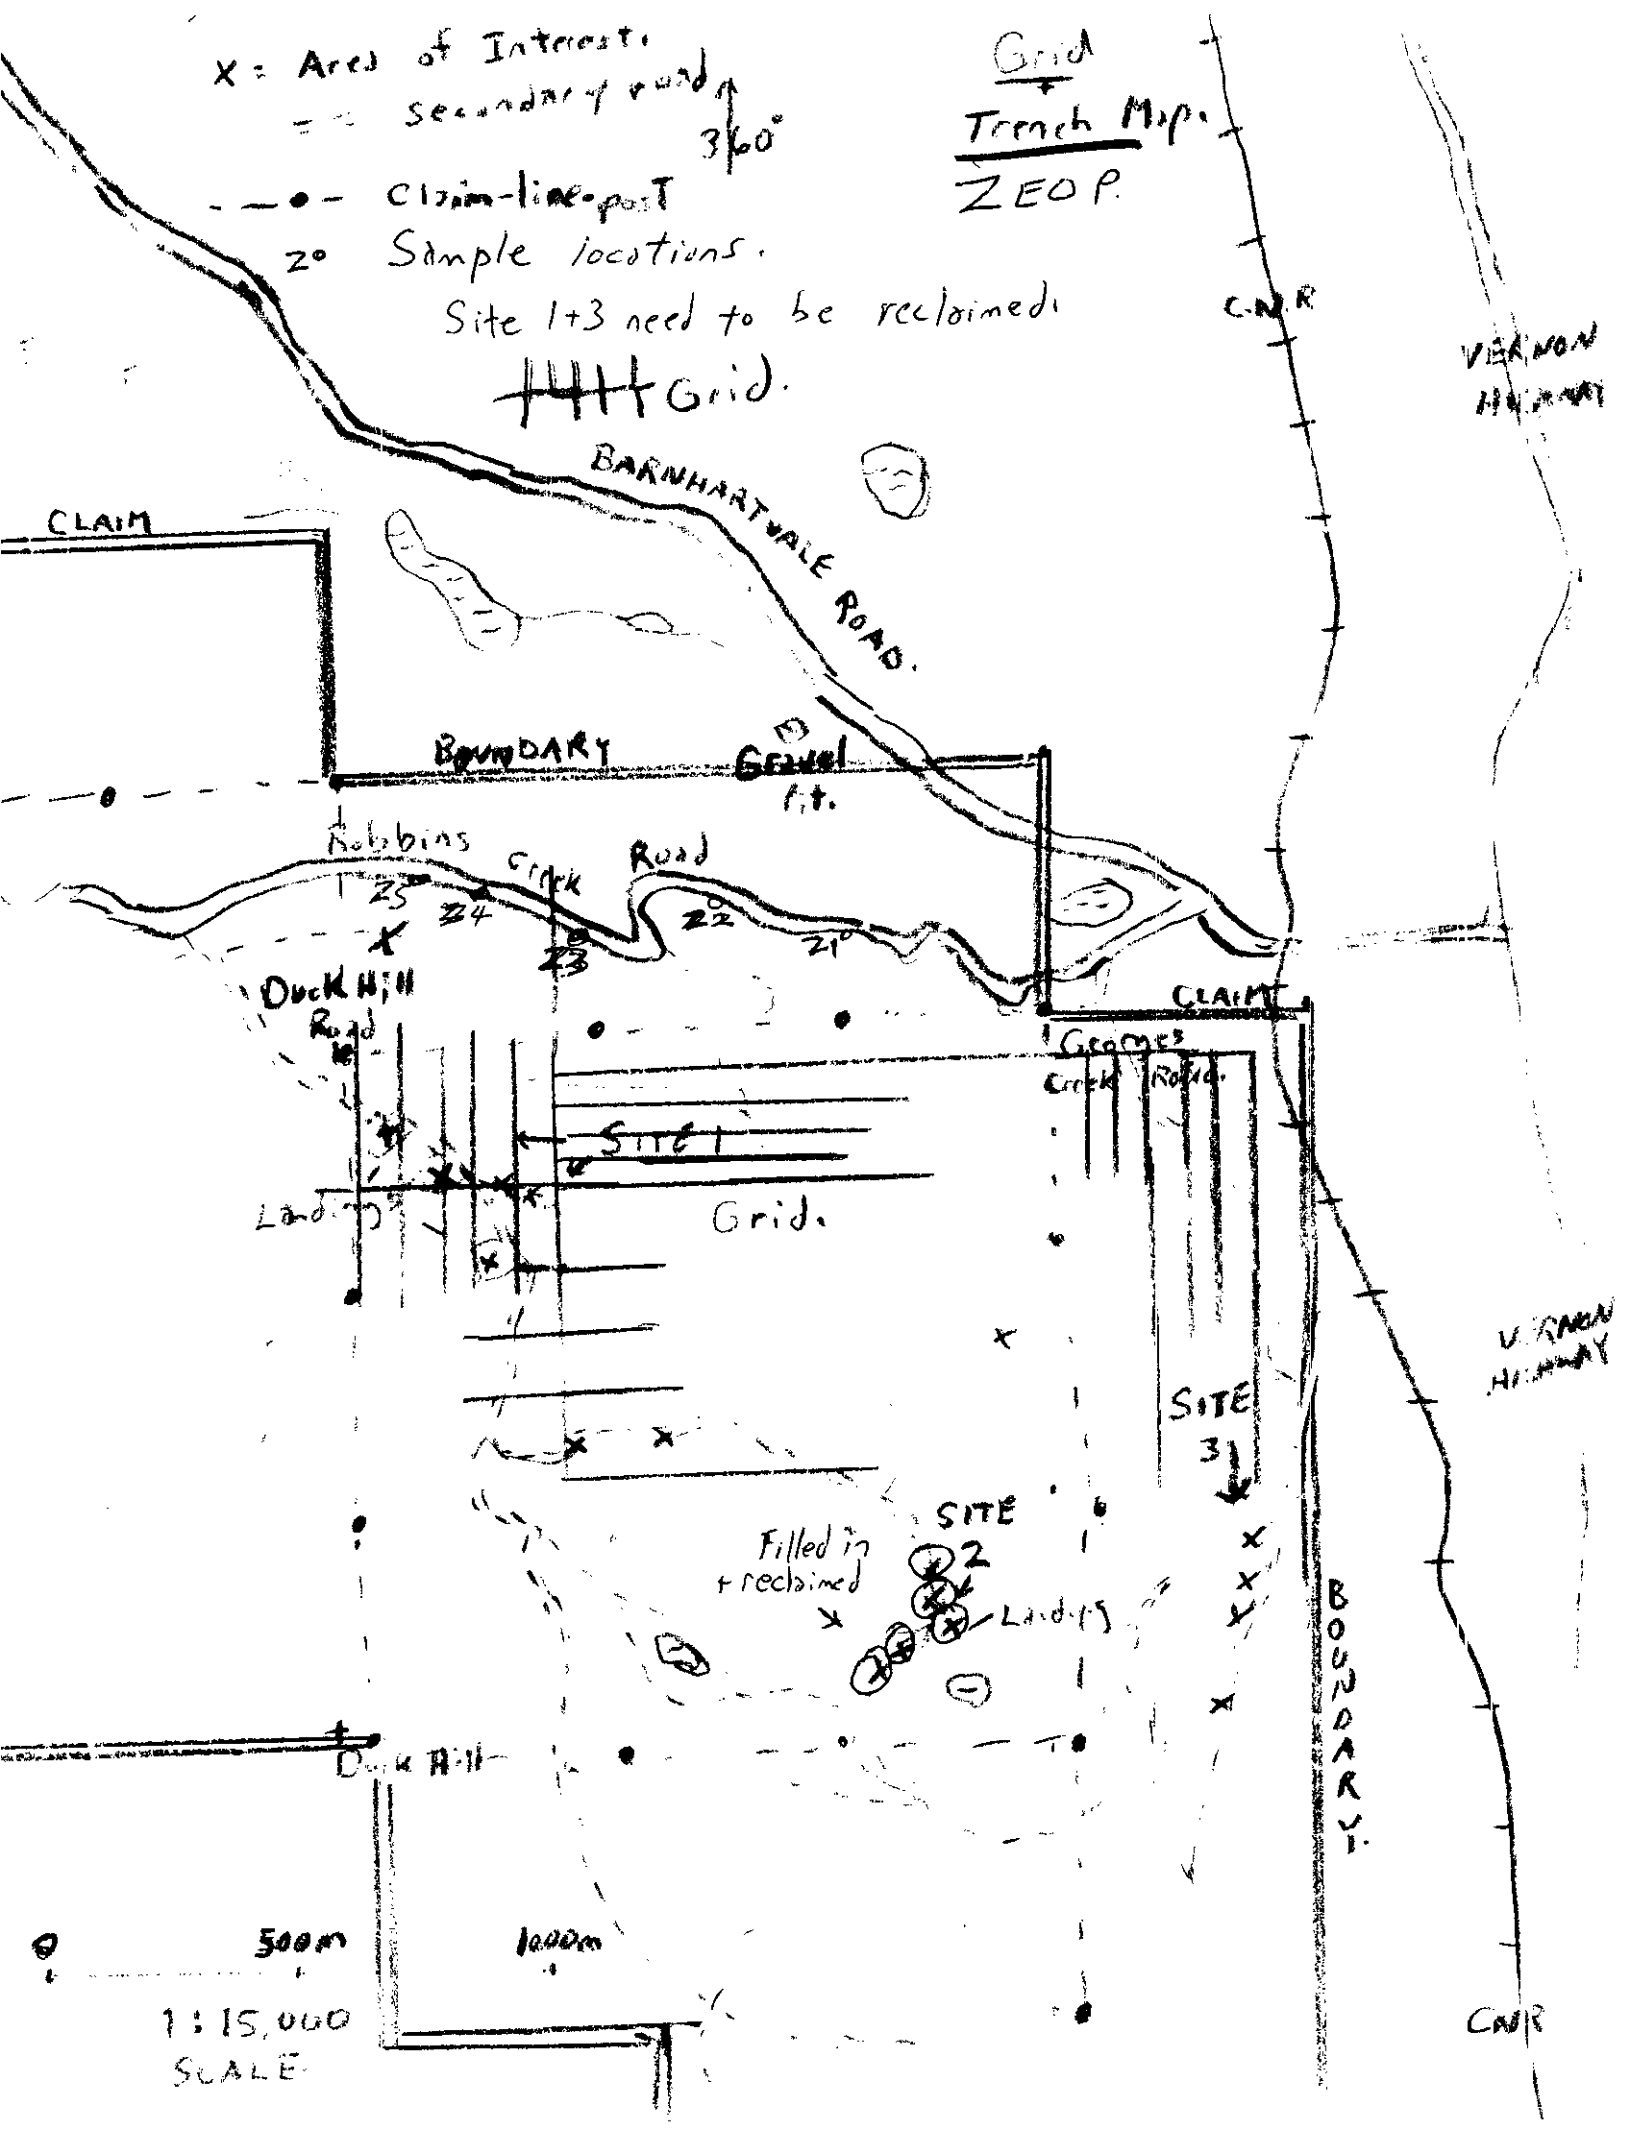 x = Area of Interest.
= = secondary road
360°
- — • - Claim-line-post
2° Sample locations.
Site 1+3 need to be reclaimed.
Grid.
Grid
+
Trench Map.
ZEOP.
C.N.R
VERNON
HIGHWAY
BARNHARTVALE ROAD.
CLAIM
BOUNDARY
Gravel
Pit.
Robbins Creek Road
25
24
23
22
21
x
Duck Hill
Road
CLAIM
Georges
Creek Road.
SITE 1
Landing
Grid.
VERNON
HIGHWAY
SITE
3
SITE
2
Filled in
+ reclaimed
Landing
BOUNDARY.
Duck Hill
0 500m 1000m
1:15,000
SCALE
CNR